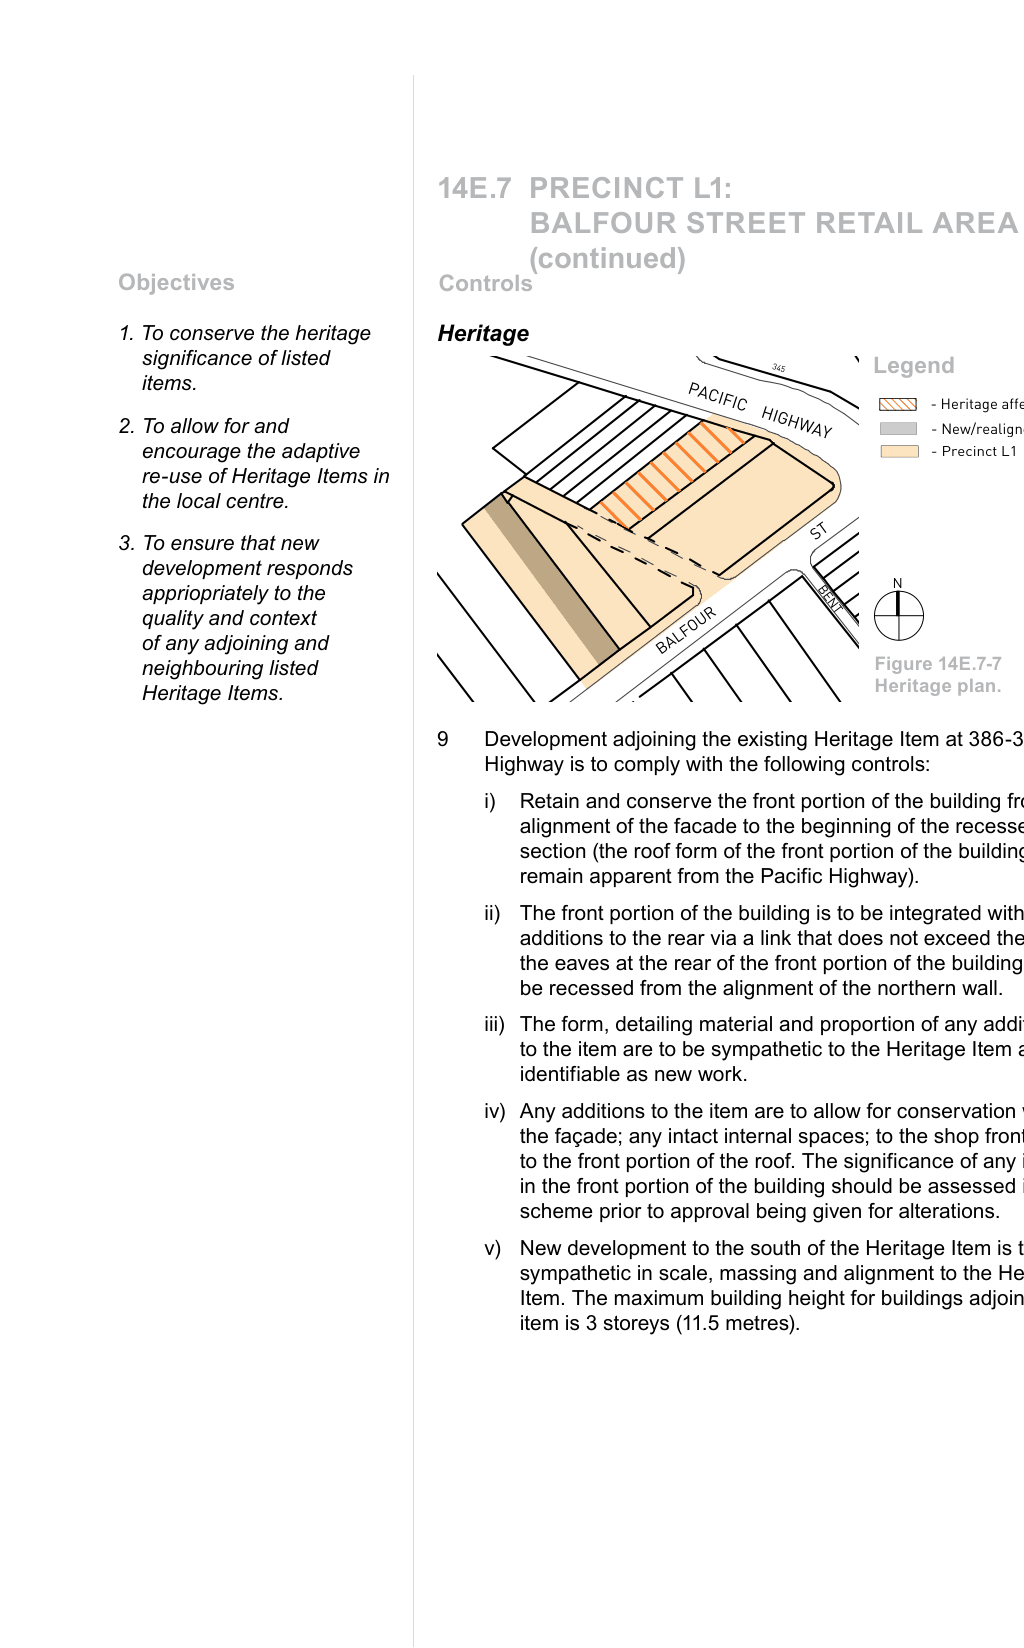 14E.7 PRECINCT L1:
BALFOUR STREET RETAIL AREA
(continued)
Objectives
Controls
1. To conserve the heritage
significance of listed
items.
2. To allow for and
encourage the adaptive
re-use of Heritage Items in
the local centre.
3. To ensure that new
development responds
appriopriately to the
quality and context
of any adjoining and
neighbouring listed
Heritage Items.
Heritage
345
PACIFIC HIGHWAY
ST
BALFOUR
BENT
Legend
- Heritage affe
- New/realign
- Precinct L1
N
Figure 14E.7-7
Heritage plan.
9 Development adjoining the existing Heritage Item at 386-3
Highway is to comply with the following controls:
i) Retain and conserve the front portion of the building fro
alignment of the facade to the beginning of the recesse
section (the roof form of the front portion of the building
remain apparent from the Pacific Highway).
ii) The front portion of the building is to be integrated with
additions to the rear via a link that does not exceed the
the eaves at the rear of the front portion of the building
be recessed from the alignment of the northern wall.
iii) The form, detailing material and proportion of any addi
to the item are to be sympathetic to the Heritage Item a
identifiable as new work.
iv) Any additions to the item are to allow for conservation
the façade; any intact internal spaces; to the shop front
to the front portion of the roof. The significance of any i
in the front portion of the building should be assessed i
scheme prior to approval being given for alterations.
v) New development to the south of the Heritage Item is t
sympathetic in scale, massing and alignment to the He
Item. The maximum building height for buildings adjoin
item is 3 storeys (11.5 metres).